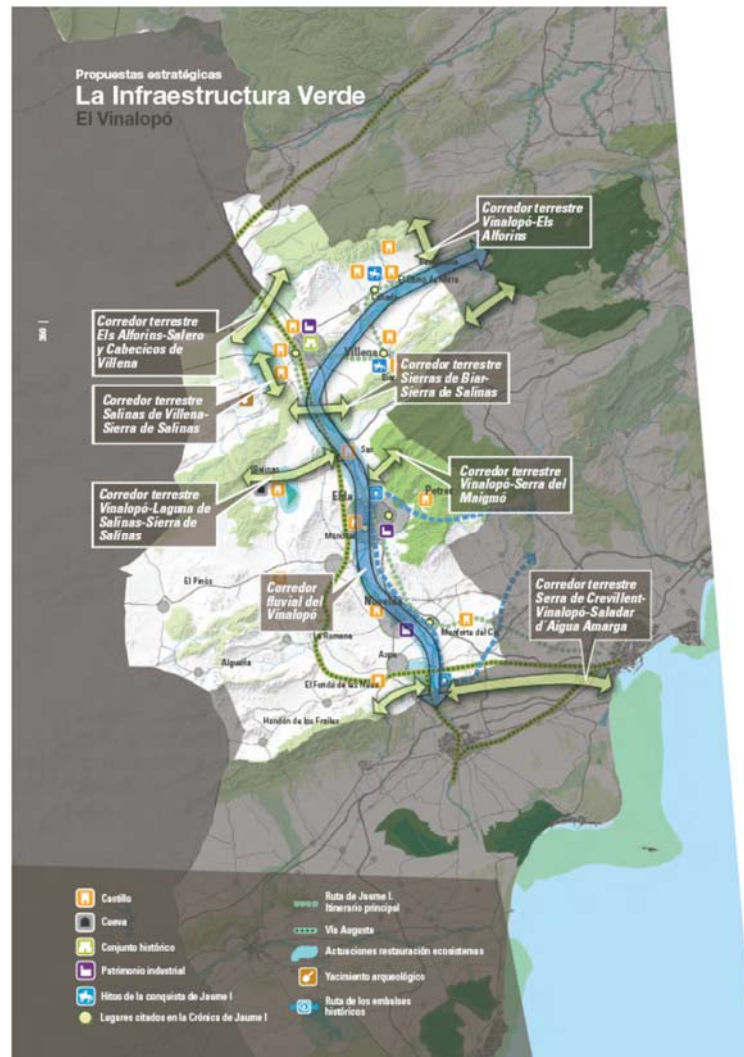 Propuestas estratégicas
La Infraestructura Verde
El Vinalopó
Corredor terrestre
Vinalopó-Els
Alforins
360
Corredor terrestre
Els Alforins-Salero
y Cabecicos de
Villena
Villena
Corredor terrestre
Sierras de Biar-
Sierra de Salinas
Corredor terrestre
Salinas de Villena-
Sierra de Salinas
Salinas
Corredor terrestre
Vinalopó-Serra del
Maigmó
Corredor terrestre
Vinalopó-Laguna de
Salinas-Sierra de
Salinas
Elda
El Pinós
Corredor
fluvial del
Vinalopó
Corredor terrestre
Serra de Crevillent-
Vinalopó-Saladar
d´Aigua Amarga
Novelda
La Romana
Monforte del
Aspe
Algueña
El Fondó de les Neus
Hondón de los Frailes
Castillo
Cueva
Conjunto histórico
Patrimonio industrial
Hitos de la conquista de Jaume I
Lugares citados en la Crónica de Jaume I
Ruta de Jaume I.
Itinerario principal
Vía Augusta
Actuaciones restauración ecosistemas
Yacimiento arqueológico
Ruta de los embalses
históricos